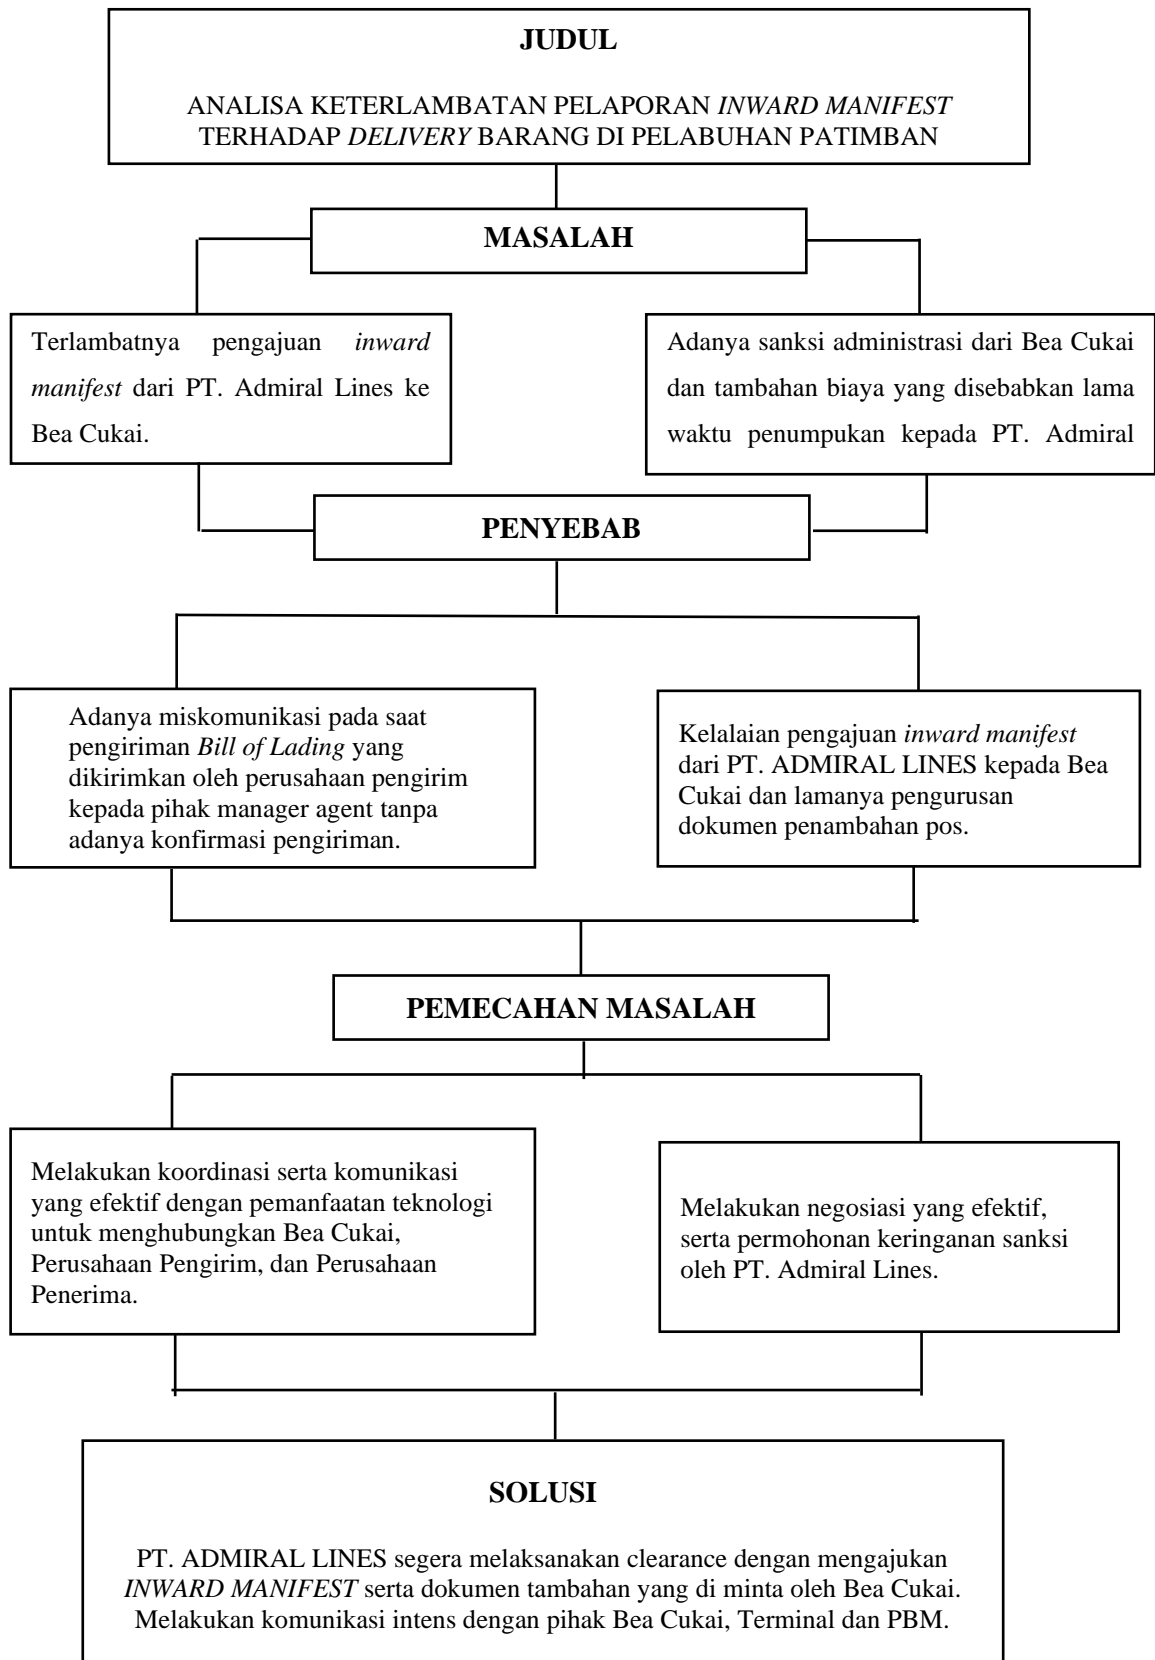 JUDUL
ANALISA KETERLAMBATAN PELAPORAN INWARD MANIFEST
TERHADAP DELIVERY BARANG DI PELABUHAN PATIMBAN
MASALAH
Terlambatnya pengajuan inward
manifest dari PT. Admiral Lines ke
Bea Cukai.
Adanya sanksi administrasi dari Bea Cukai
dan tambahan biaya yang disebabkan lama
waktu penumpukan kepada PT. Admiral
PENYEBAB
Adanya miskomunikasi pada saat
pengiriman Bill of Lading yang
dikirimkan oleh perusahaan pengirim
kepada pihak manager agent tanpa
adanya konfirmasi pengiriman.
Kelalaian pengajuan inward manifest
dari PT. ADMIRAL LINES kepada Bea
Cukai dan lamanya pengurusan
dokumen penambahan pos.
PEMECAHAN MASALAH
Melakukan koordinasi serta komunikasi
yang efektif dengan pemanfaatan teknologi
untuk menghubungkan Bea Cukai,
Perusahaan Pengirim, dan Perusahaan
Penerima.
Melakukan negosiasi yang efektif,
serta permohonan keringanan sanksi
oleh PT. Admiral Lines.
SOLUSI
PT. ADMIRAL LINES segera melaksanakan clearance dengan mengajukan
INWARD MANIFEST serta dokumen tambahan yang di minta oleh Bea Cukai.
Melakukan komunikasi intens dengan pihak Bea Cukai, Terminal dan PBM.